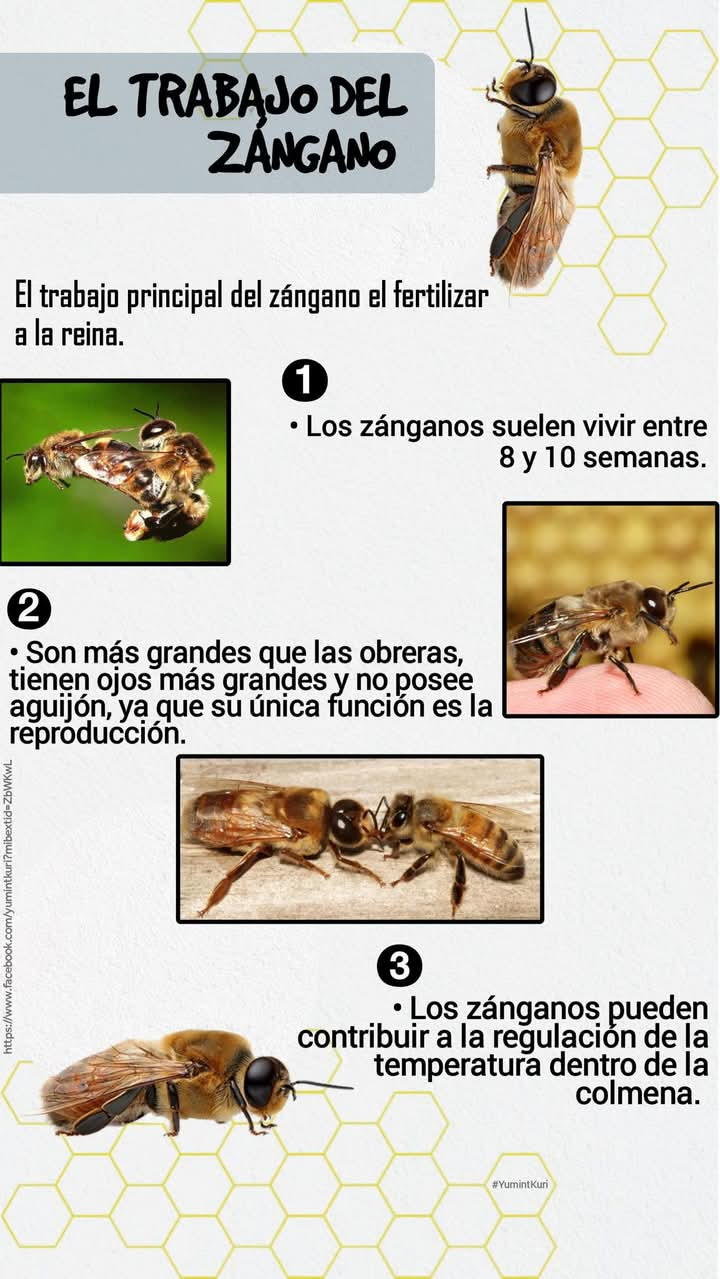 EL TRABAJO DEL
ZÁNGANO
El trabajo principal del zángano el fertilizar
a la reina.
1
• Los zánganos suelen vivir entre
8 y 10 semanas.
2
• Son más grandes que las obreras,
tienen ojos más grandes y no posee
aguijón, ya que su única función es la
reproducción.
https://www.facebook.com/yumintkuri?mibextid=ZbWKwL
3
• Los zánganos pueden
contribuir a la regulación de la
temperatura dentro de la
colmena.
#YumintKuri